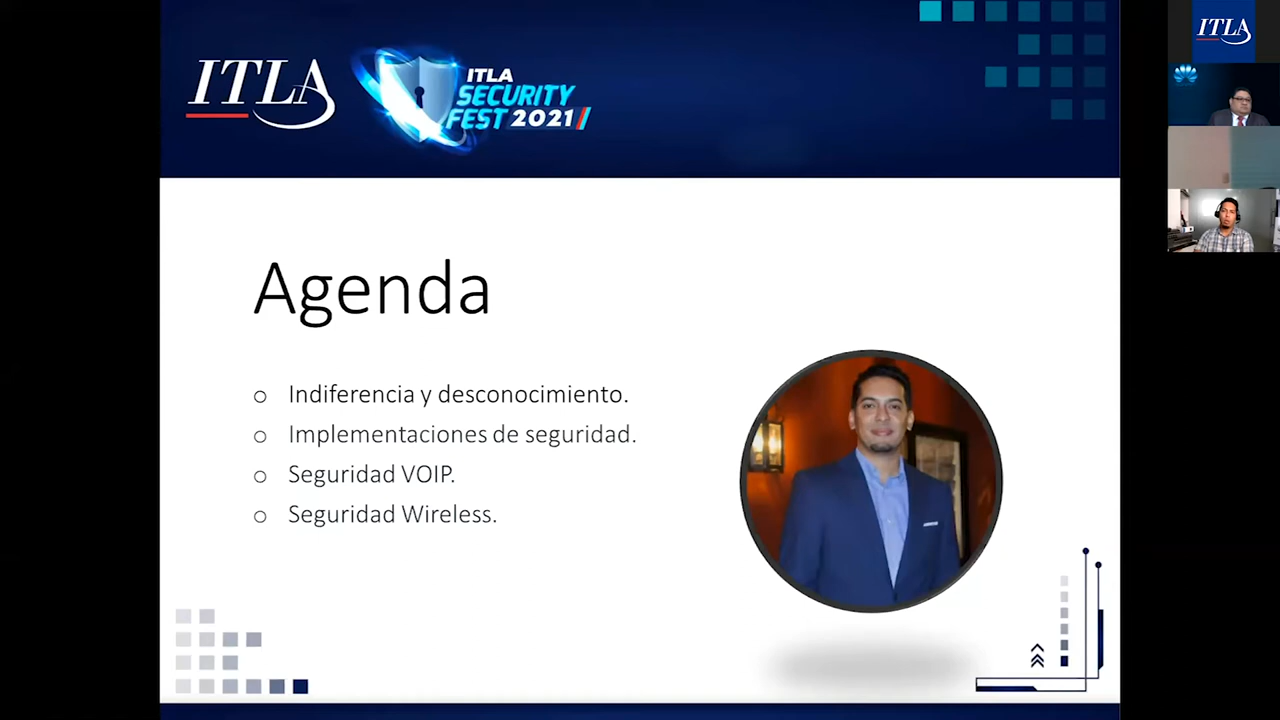 ITLA
ITLA
SECURITY
FEST 2021
ITLA
Agenda
o Indiferencia y desconocimiento.
o Implementaciones de seguridad.
o Seguridad VOIP.
o Seguridad Wireless.